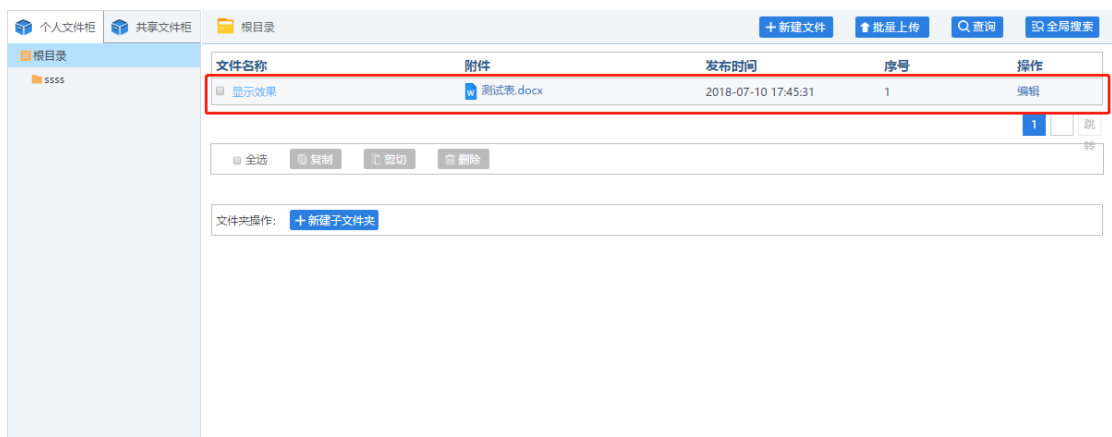 个人文件柜 共享文件柜 根目录 新建文件 批量上传 查询 全局搜索
根目录
ssss
文件名称 附件 发布时间 序号 操作
显示效果 测试表.docx 2018-07-10 17:45:31 1 编辑
1 跳
转
全选 复制 剪切 删除
文件夹操作： 新建子文件夹